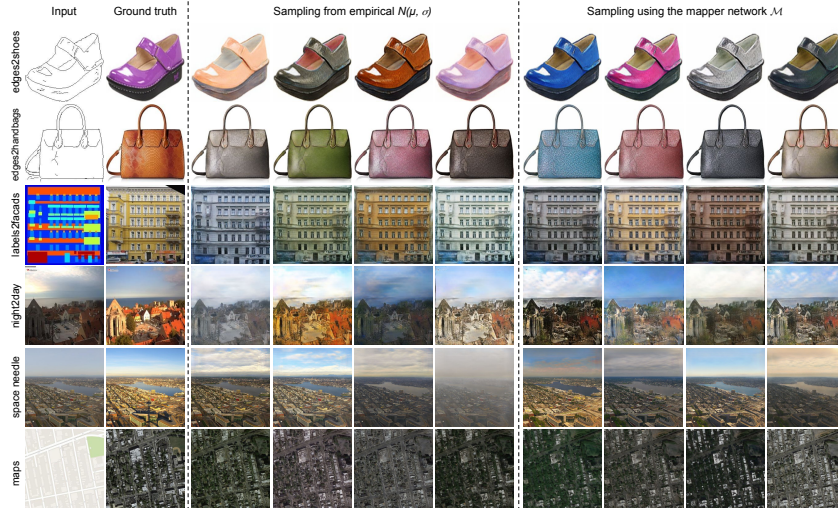 Input
Ground truth
Sampling from empirical N(μ, σ)
Sampling using the mapper network ℳ
edges2shoes
edges2handbags
labels2facads
night2day
space needle
maps